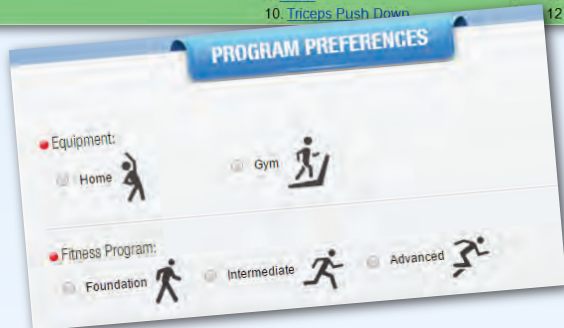 10. Triceps Push Down
12
PROGRAM PREFERENCES
Equipment:
Home
Gym
Fitness Program:
Foundation
Intermediate
Advanced